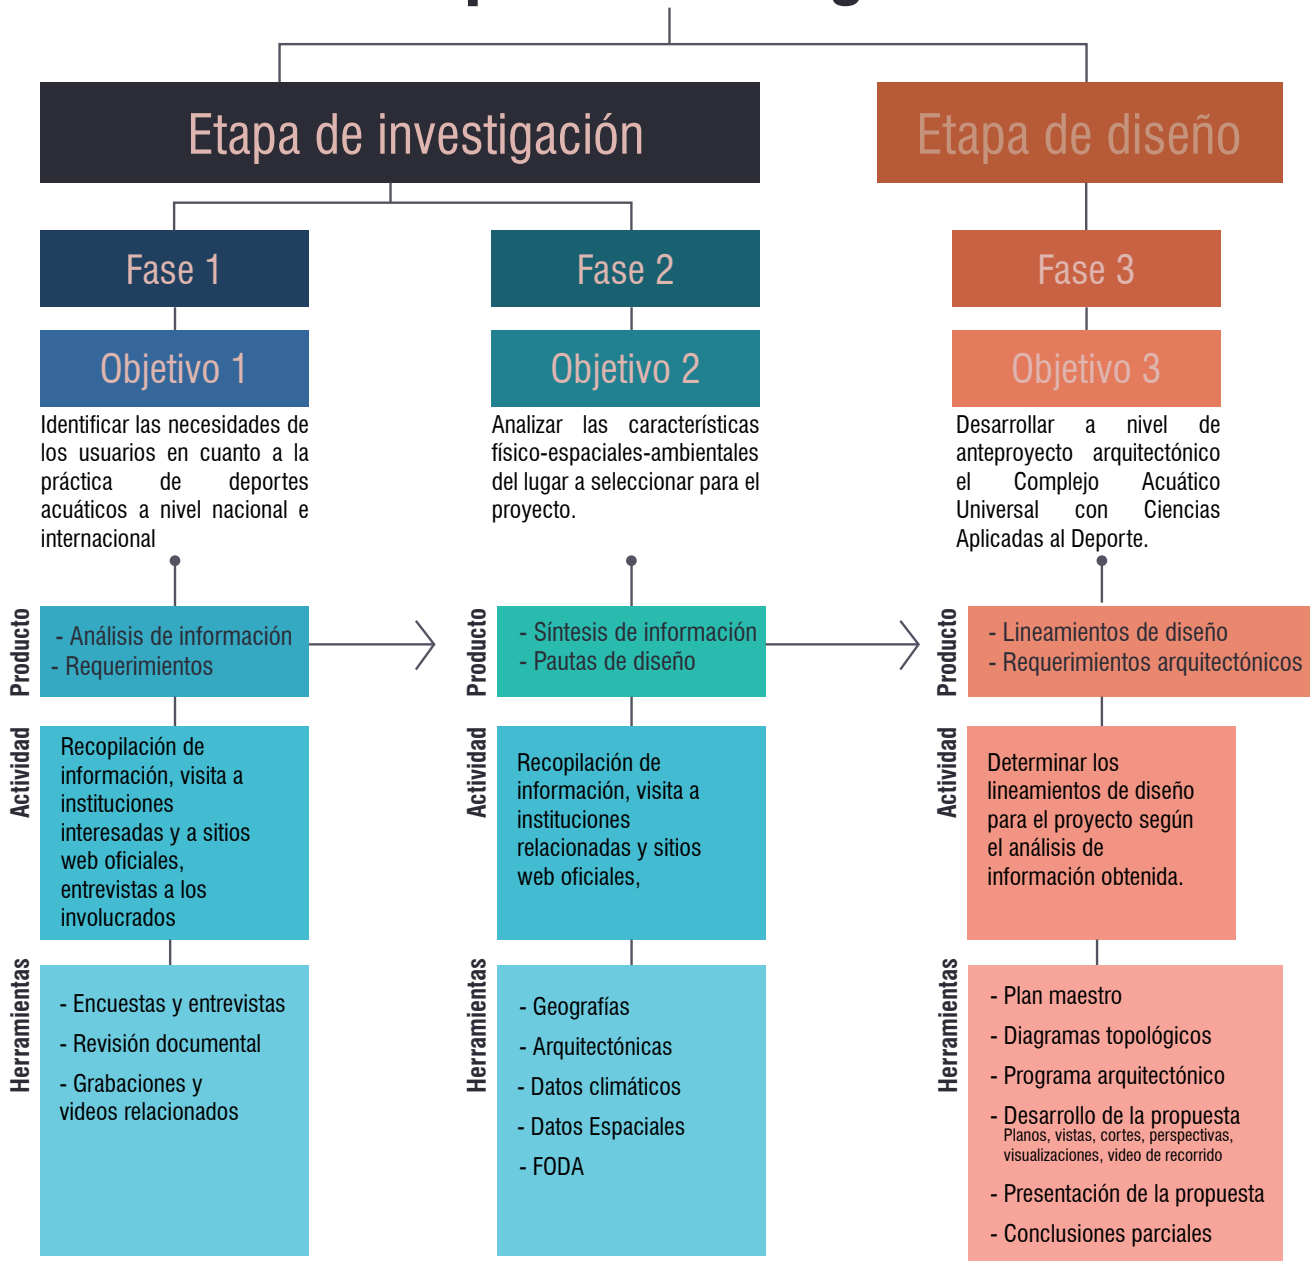 Etapa de investigación
Etapa de diseño
Fase 1
Fase 2
Fase 3
Objetivo 1
Objetivo 2
Objetivo 3
Identificar las necesidades de
los usuarios en cuanto a la
práctica de deportes
acuáticos a nivel nacional e
internacional
Analizar las características
físico-espaciales-ambientales
del lugar a seleccionar para el
proyecto.
Desarrollar a nivel de
anteproyecto arquitectónico
el Complejo Acuático
Universal con Ciencias
Aplicadas al Deporte.
Producto
- Análisis de información
- Requerimientos
Producto
- Síntesis de información
- Pautas de diseño
Producto
- Lineamientos de diseño
- Requerimientos arquitectónicos
Actividad
Recopilación de
información, visita a
instituciones
interesadas y a sitios
web oficiales,
entrevistas a los
involucrados
Actividad
Recopilación de
información, visita a
instituciones
relacionadas y sitios
web oficiales,
Actividad
Determinar los
lineamientos de diseño
para el proyecto según
el análisis de
información obtenida.
Herramientas
- Encuestas y entrevistas
- Revisión documental
- Grabaciones y
videos relacionados
Herramientas
- Geografías
- Arquitectónicas
- Datos climáticos
- Datos Espaciales
- FODA
Herramientas
- Plan maestro
- Diagramas topológicos
- Programa arquitectónico
- Desarrollo de la propuesta
Planos, vistas, cortes, perspectivas,
visualizaciones, video de recorrido
- Presentación de la propuesta
- Conclusiones parciales